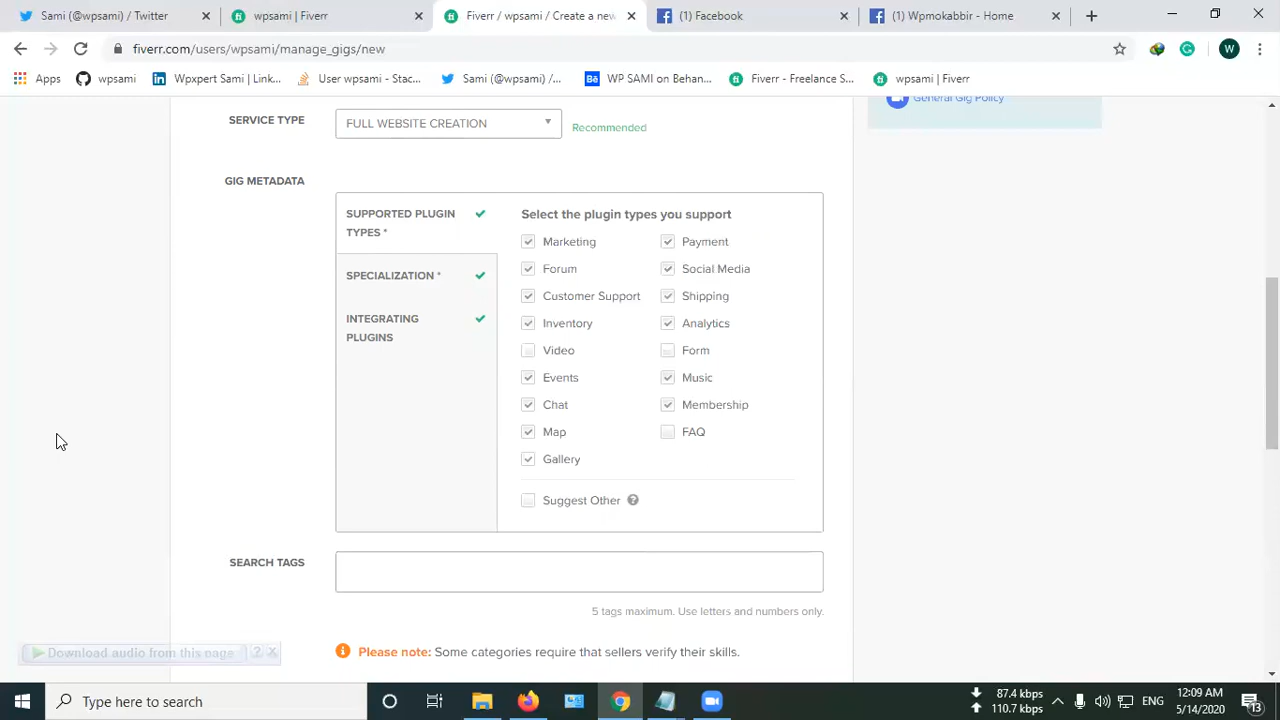 Sami (@wpsami) / Twitter
wpsami | Fiverr
Fiverr / wpsami / Create a new
(1) Facebook
(1) Wpmokabbir - Home
fiverr.com/users/wpsami/manage_gigs/new
W
Apps
wpsami
Wpxpert Sami | Link...
User wpsami - Stac...
Sami (@wpsami) /...
WP SAMI on Behan...
Fiverr - Freelance S...
wpsami | Fiverr
General Gig Policy
SERVICE TYPE
FULL WEBSITE CREATION
Recommended
GIG METADATA
SUPPORTED PLUGIN
TYPES *
SPECIALIZATION *
INTEGRATING
PLUGINS
Select the plugin types you support
Marketing
Payment
Forum
Social Media
Customer Support
Shipping
Inventory
Analytics
Video
Form
Events
Music
Chat
Membership
Map
FAQ
Gallery
Suggest Other ?
SEARCH TAGS
5 tags maximum. Use letters and numbers only.
Please note: Some categories require that sellers verify their skills.
Download audio from this page ? X
Type here to search
87.4 kbps
110.7 kbps
ENG
12:09 AM
5/14/2020
13